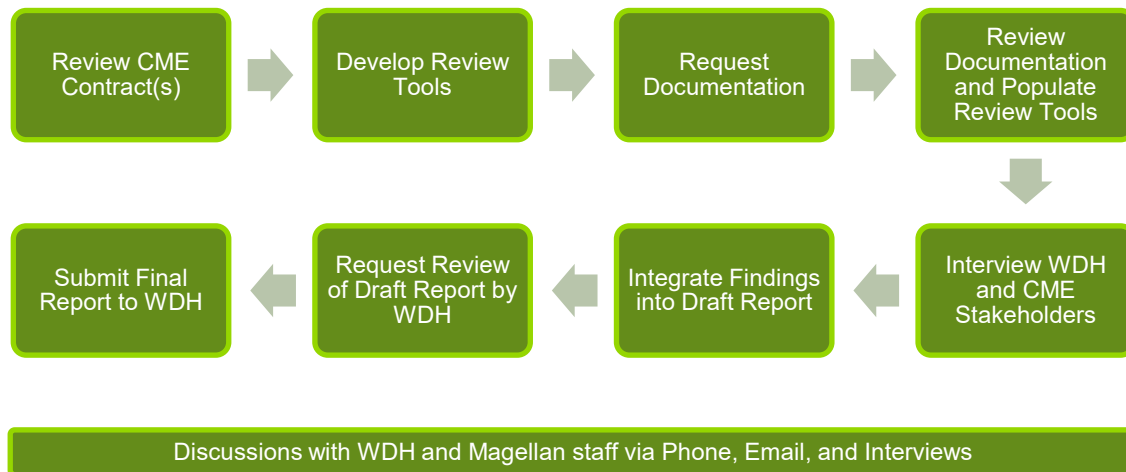 Review CME
Contract(s)
Develop Review
Tools
Request
Documentation
Review
Documentation
and Populate
Review Tools
Interview WDH
and CME
Stakeholders
Integrate Findings
into Draft Report
Request Review
of Draft Report by
WDH
Submit Final
Report to WDH
Discussions with WDH and Magellan staff via Phone, Email, and Interviews